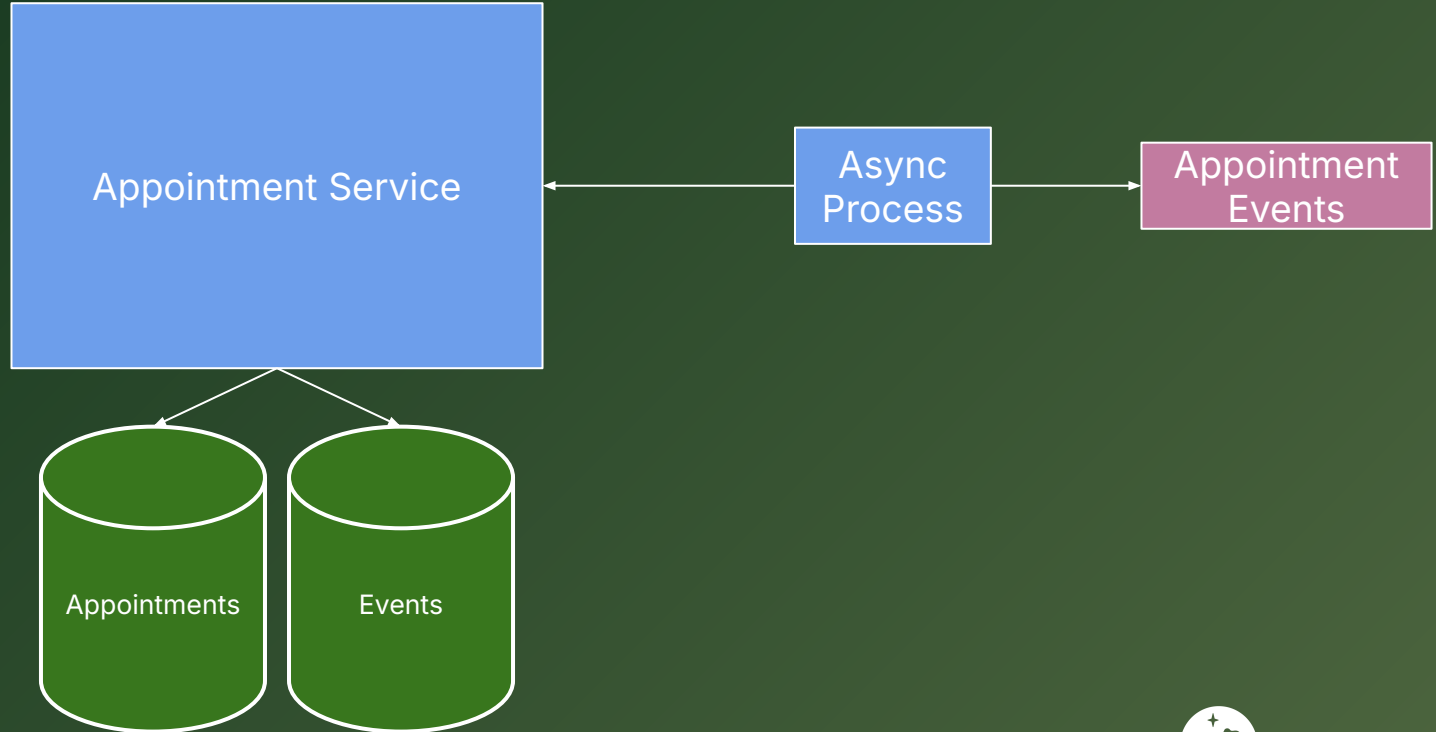 Appointment Service
Async
Process
Appointment
Events
Appointments
Events